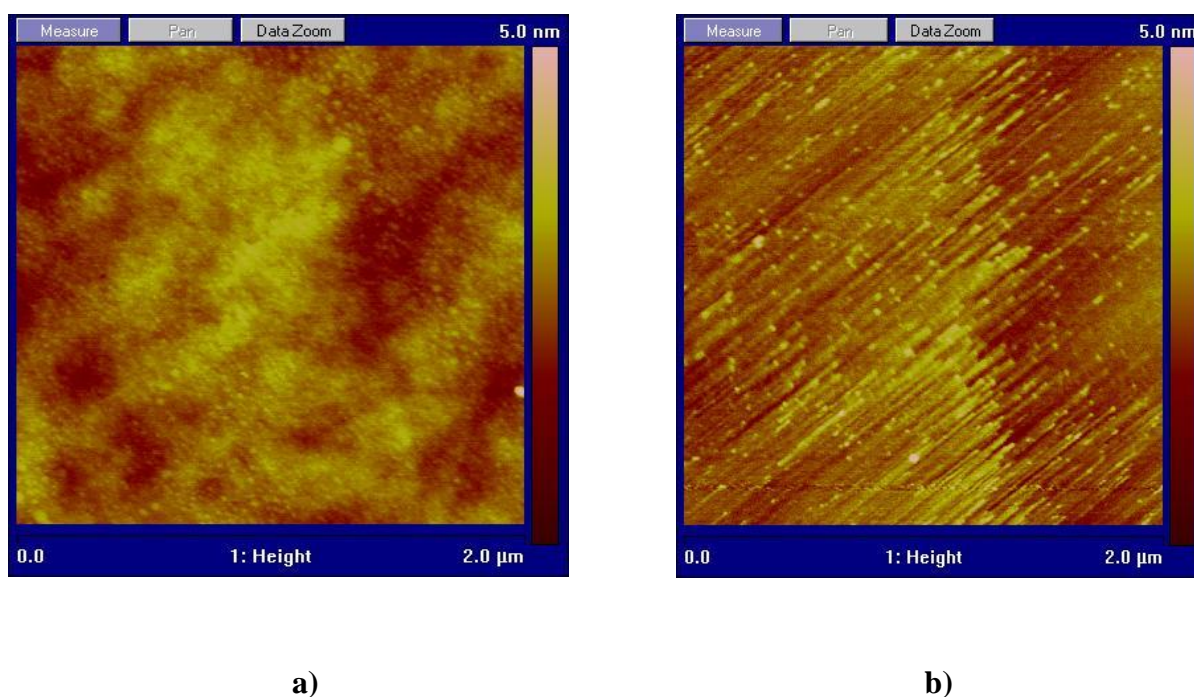 Measure Pan Data Zoom 5.0 nm
0.0 1: Height 2.0 µm
a)
Measure Pan Data Zoom 5.0 nm
0.0 1: Height 2.0 µm
b)